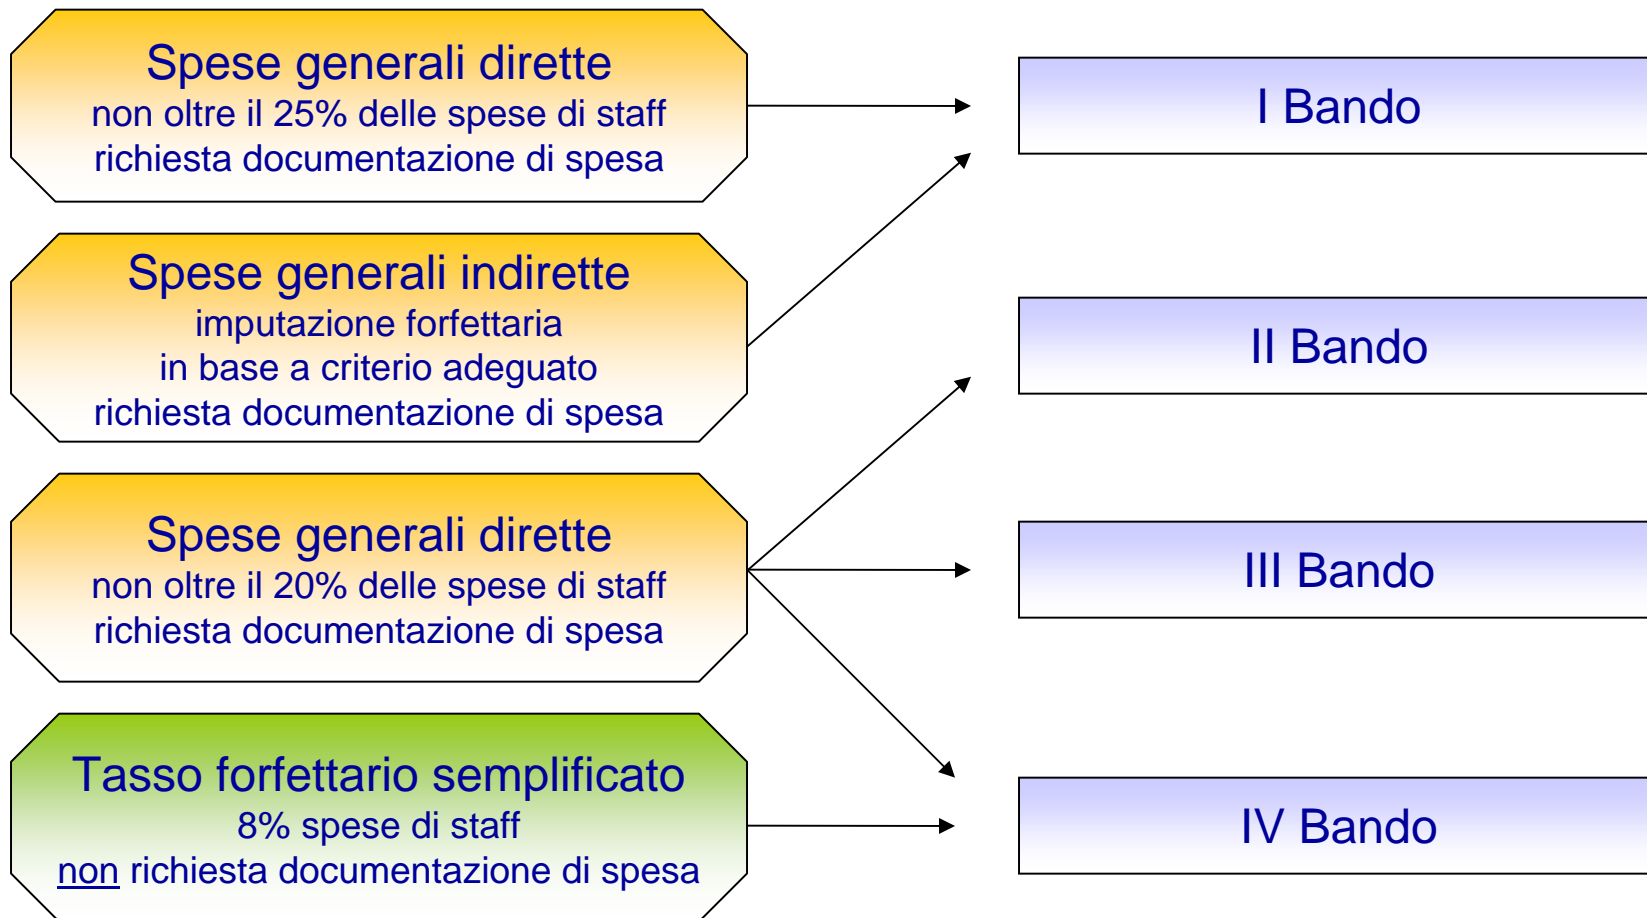 Spese generali dirette
non oltre il 25% delle spese di staff
richiesta documentazione di spesa
I Bando
Spese generali indirette
imputazione forfettaria
in base a criterio adeguato
richiesta documentazione di spesa
II Bando
Spese generali dirette
non oltre il 20% delle spese di staff
richiesta documentazione di spesa
III Bando
Tasso forfettario semplificato
8% spese di staff
non richiesta documentazione di spesa
IV Bando